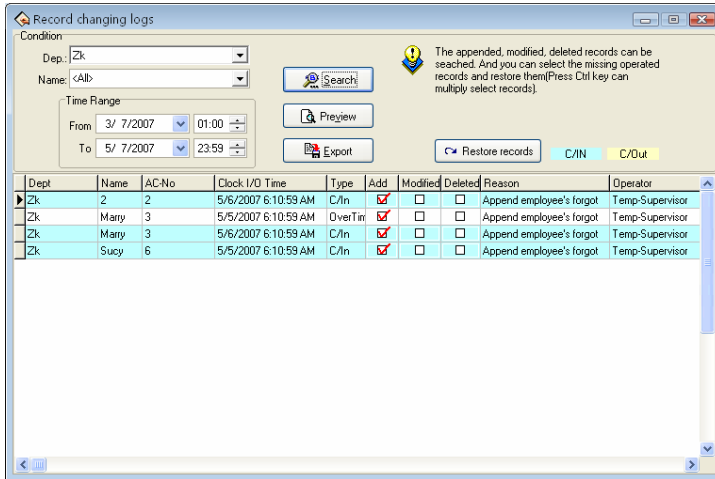 Record changing logs
Condition
Dep.: Zk
Name: <All>
Time Range
From 3/ 7/2007 01:00
To 5/ 7/2007 23:59
Search
Preview
Export
The appended, modified, deleted records can be
seached. And you can select the missing operated
records and restore them(Press Ctrl key can
multiply select records).
Restore records C/IN C/Out
Dept Name AC-No Clock I/O Time Type Add Modified Deleted Reason Operator
Zk 2 2 5/6/2007 6:10:59 AM C/In Append employee's forgot Temp-Supervisor
Zk Marry 3 5/5/2007 6:10:59 AM OverTim Append employee's forgot Temp-Supervisor
Zk Marry 3 5/6/2007 6:10:59 AM C/In Append employee's forgot Temp-Supervisor
Zk Sucy 6 5/5/2007 6:10:59 AM C/In Append employee's forgot Temp-Supervisor